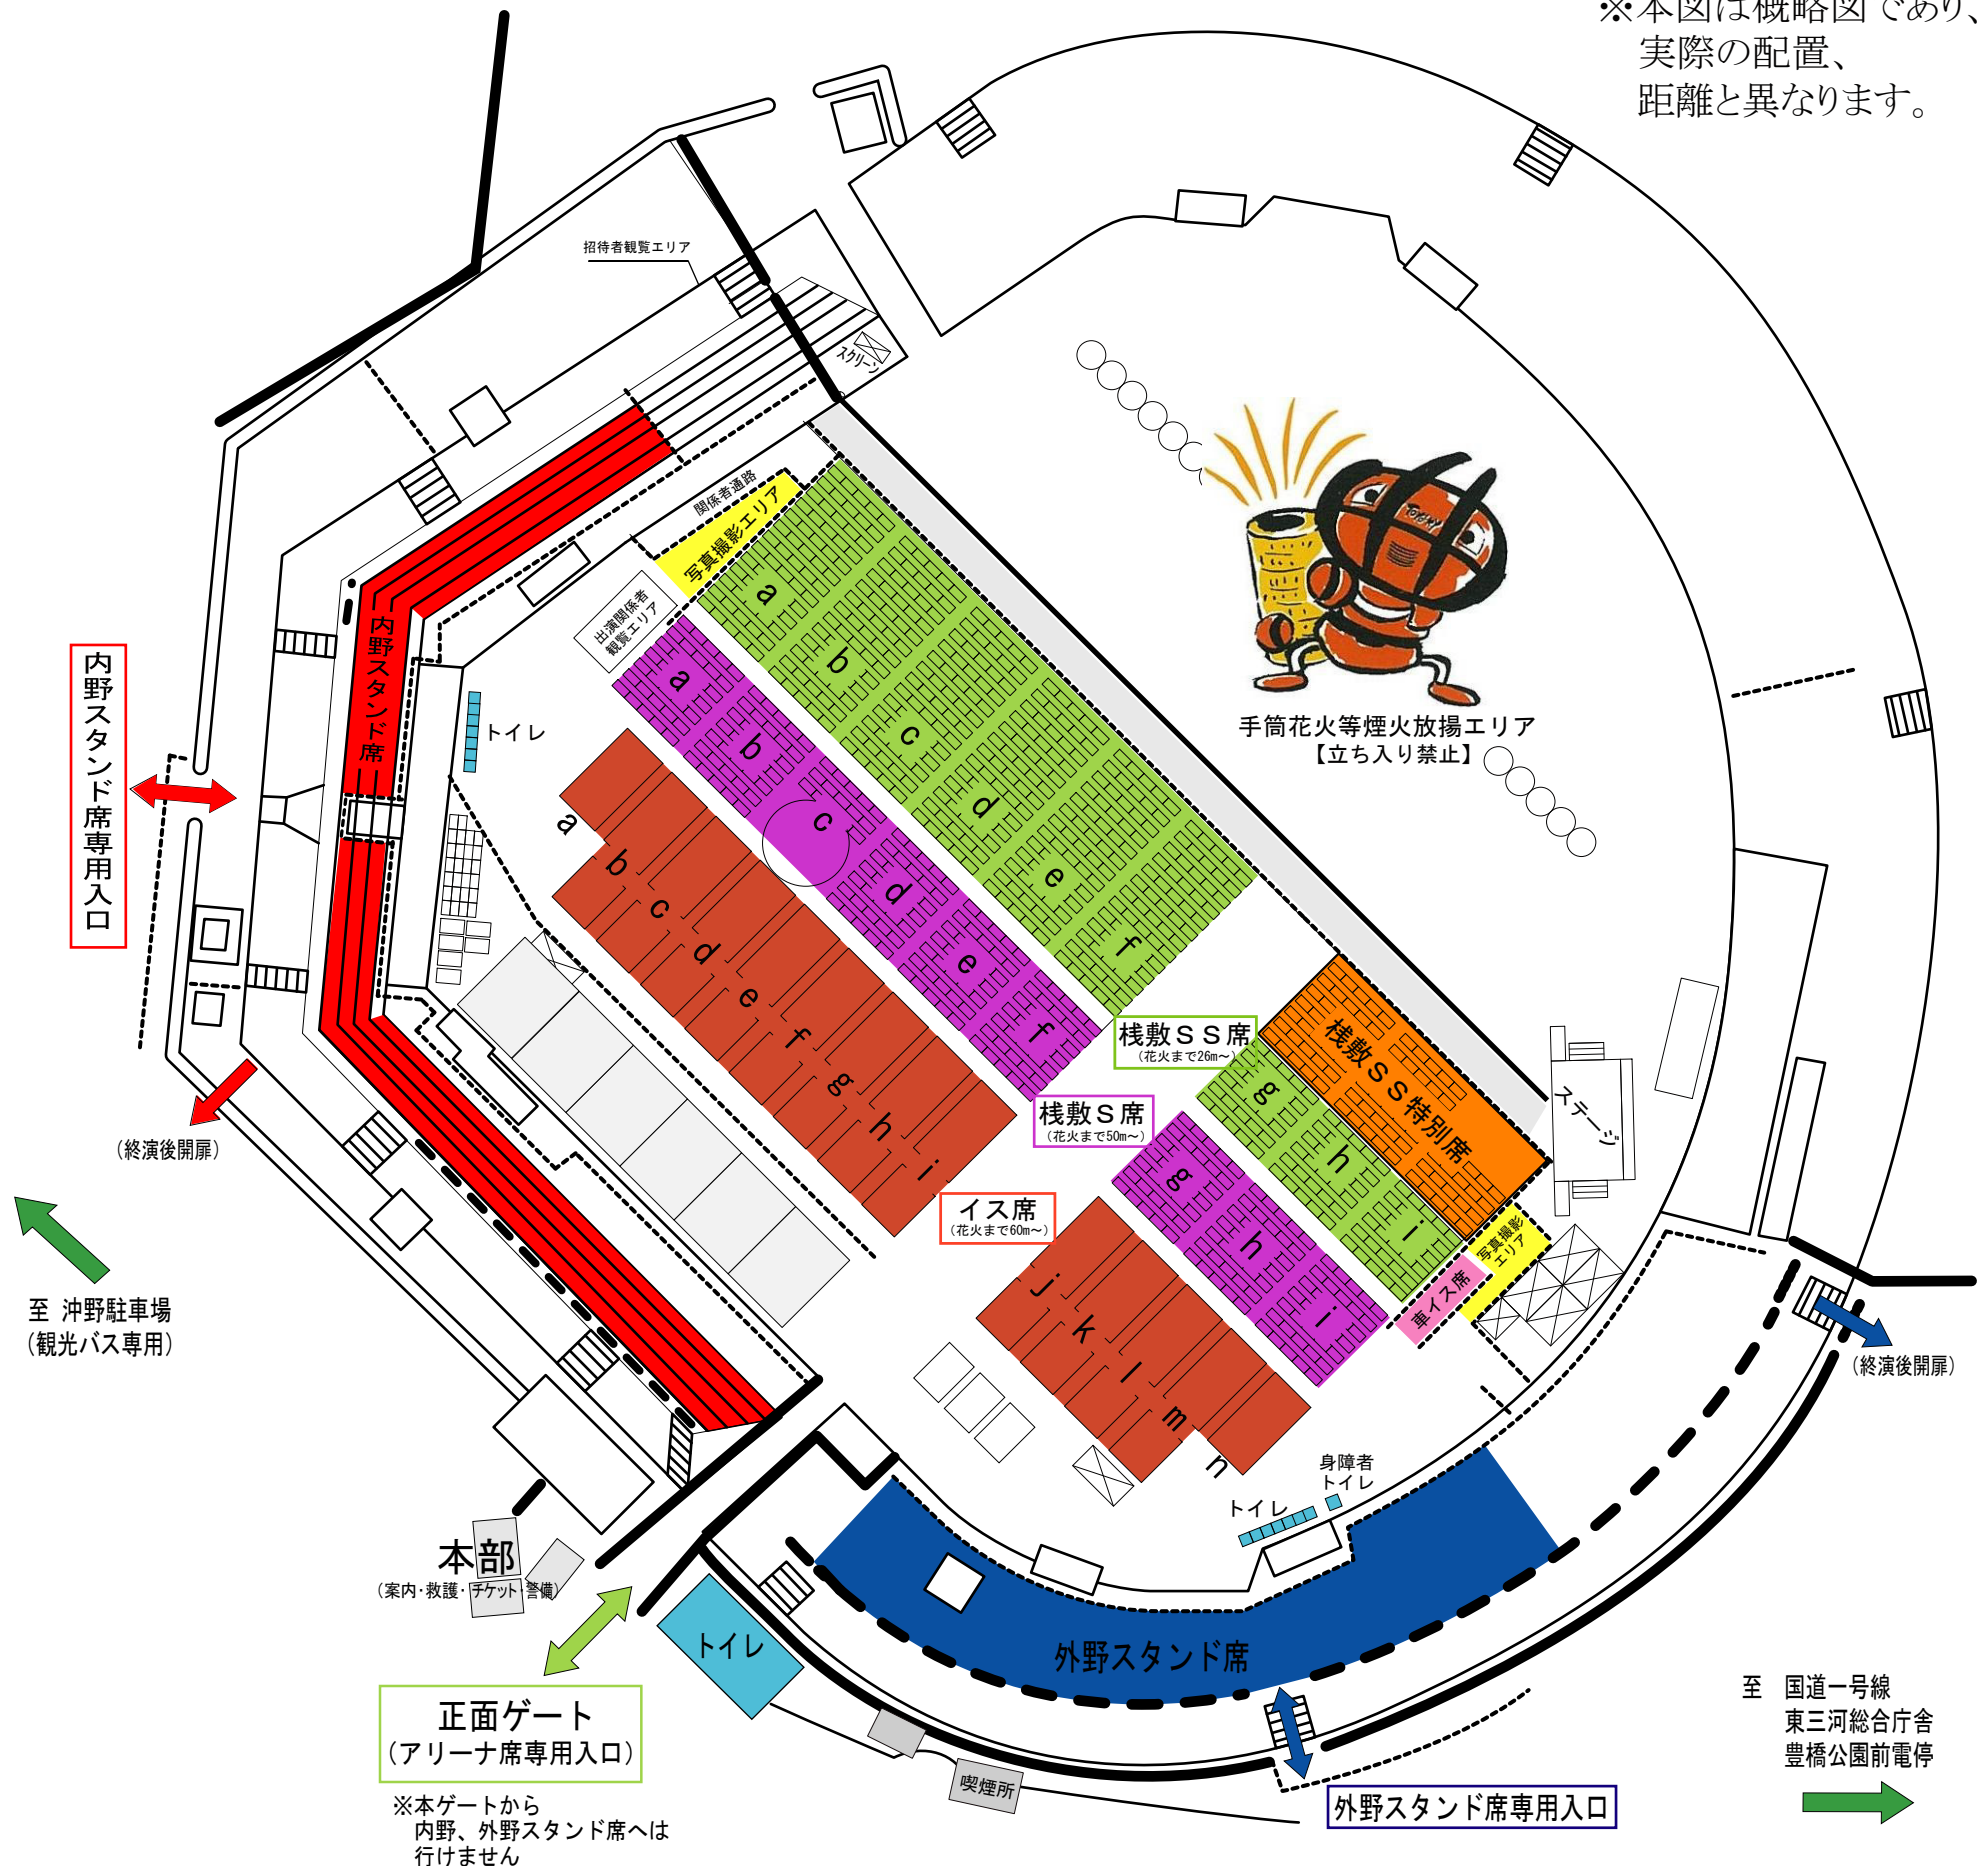 ※本図は概略図であり、
実際の配置、
距離と異なります。
招待者観覧エリア
スクリーン
関係者通路
写真撮影エリア
出演関係者
観覧エリア
内野スタンド席
内野スタンド席専用入口
トイレ
a
b
c
d
e
f
a
b
c
d
e
f
a
b
c
d
e
f
g
h
i
手筒花火等煙火放揚エリア
【立ち入り禁止】
桟敷SS席
(花火まで26m~)
桟敷S席
(花火まで50m~)
イス席
(花火まで60m~)
桟敷SS特別席
g
h
i
g
h
i
j
k
l
m
n
ステージ
写真撮影
エリア
車イス席
(終演後開扉)
至 沖野駐車場
(観光バス専用)
(終演後開扉)
身障者
トイレ
トイレ
本部
(案内・救護・チケット・警備)
トイレ
外野スタンド席
正面ゲート
(アリーナ席専用入口)
※本ゲートから
内野、外野スタンド席へは
行けません
喫煙所
外野スタンド席専用入口
至 国道一号線
東三河総合庁舎
豊橋公園前電停